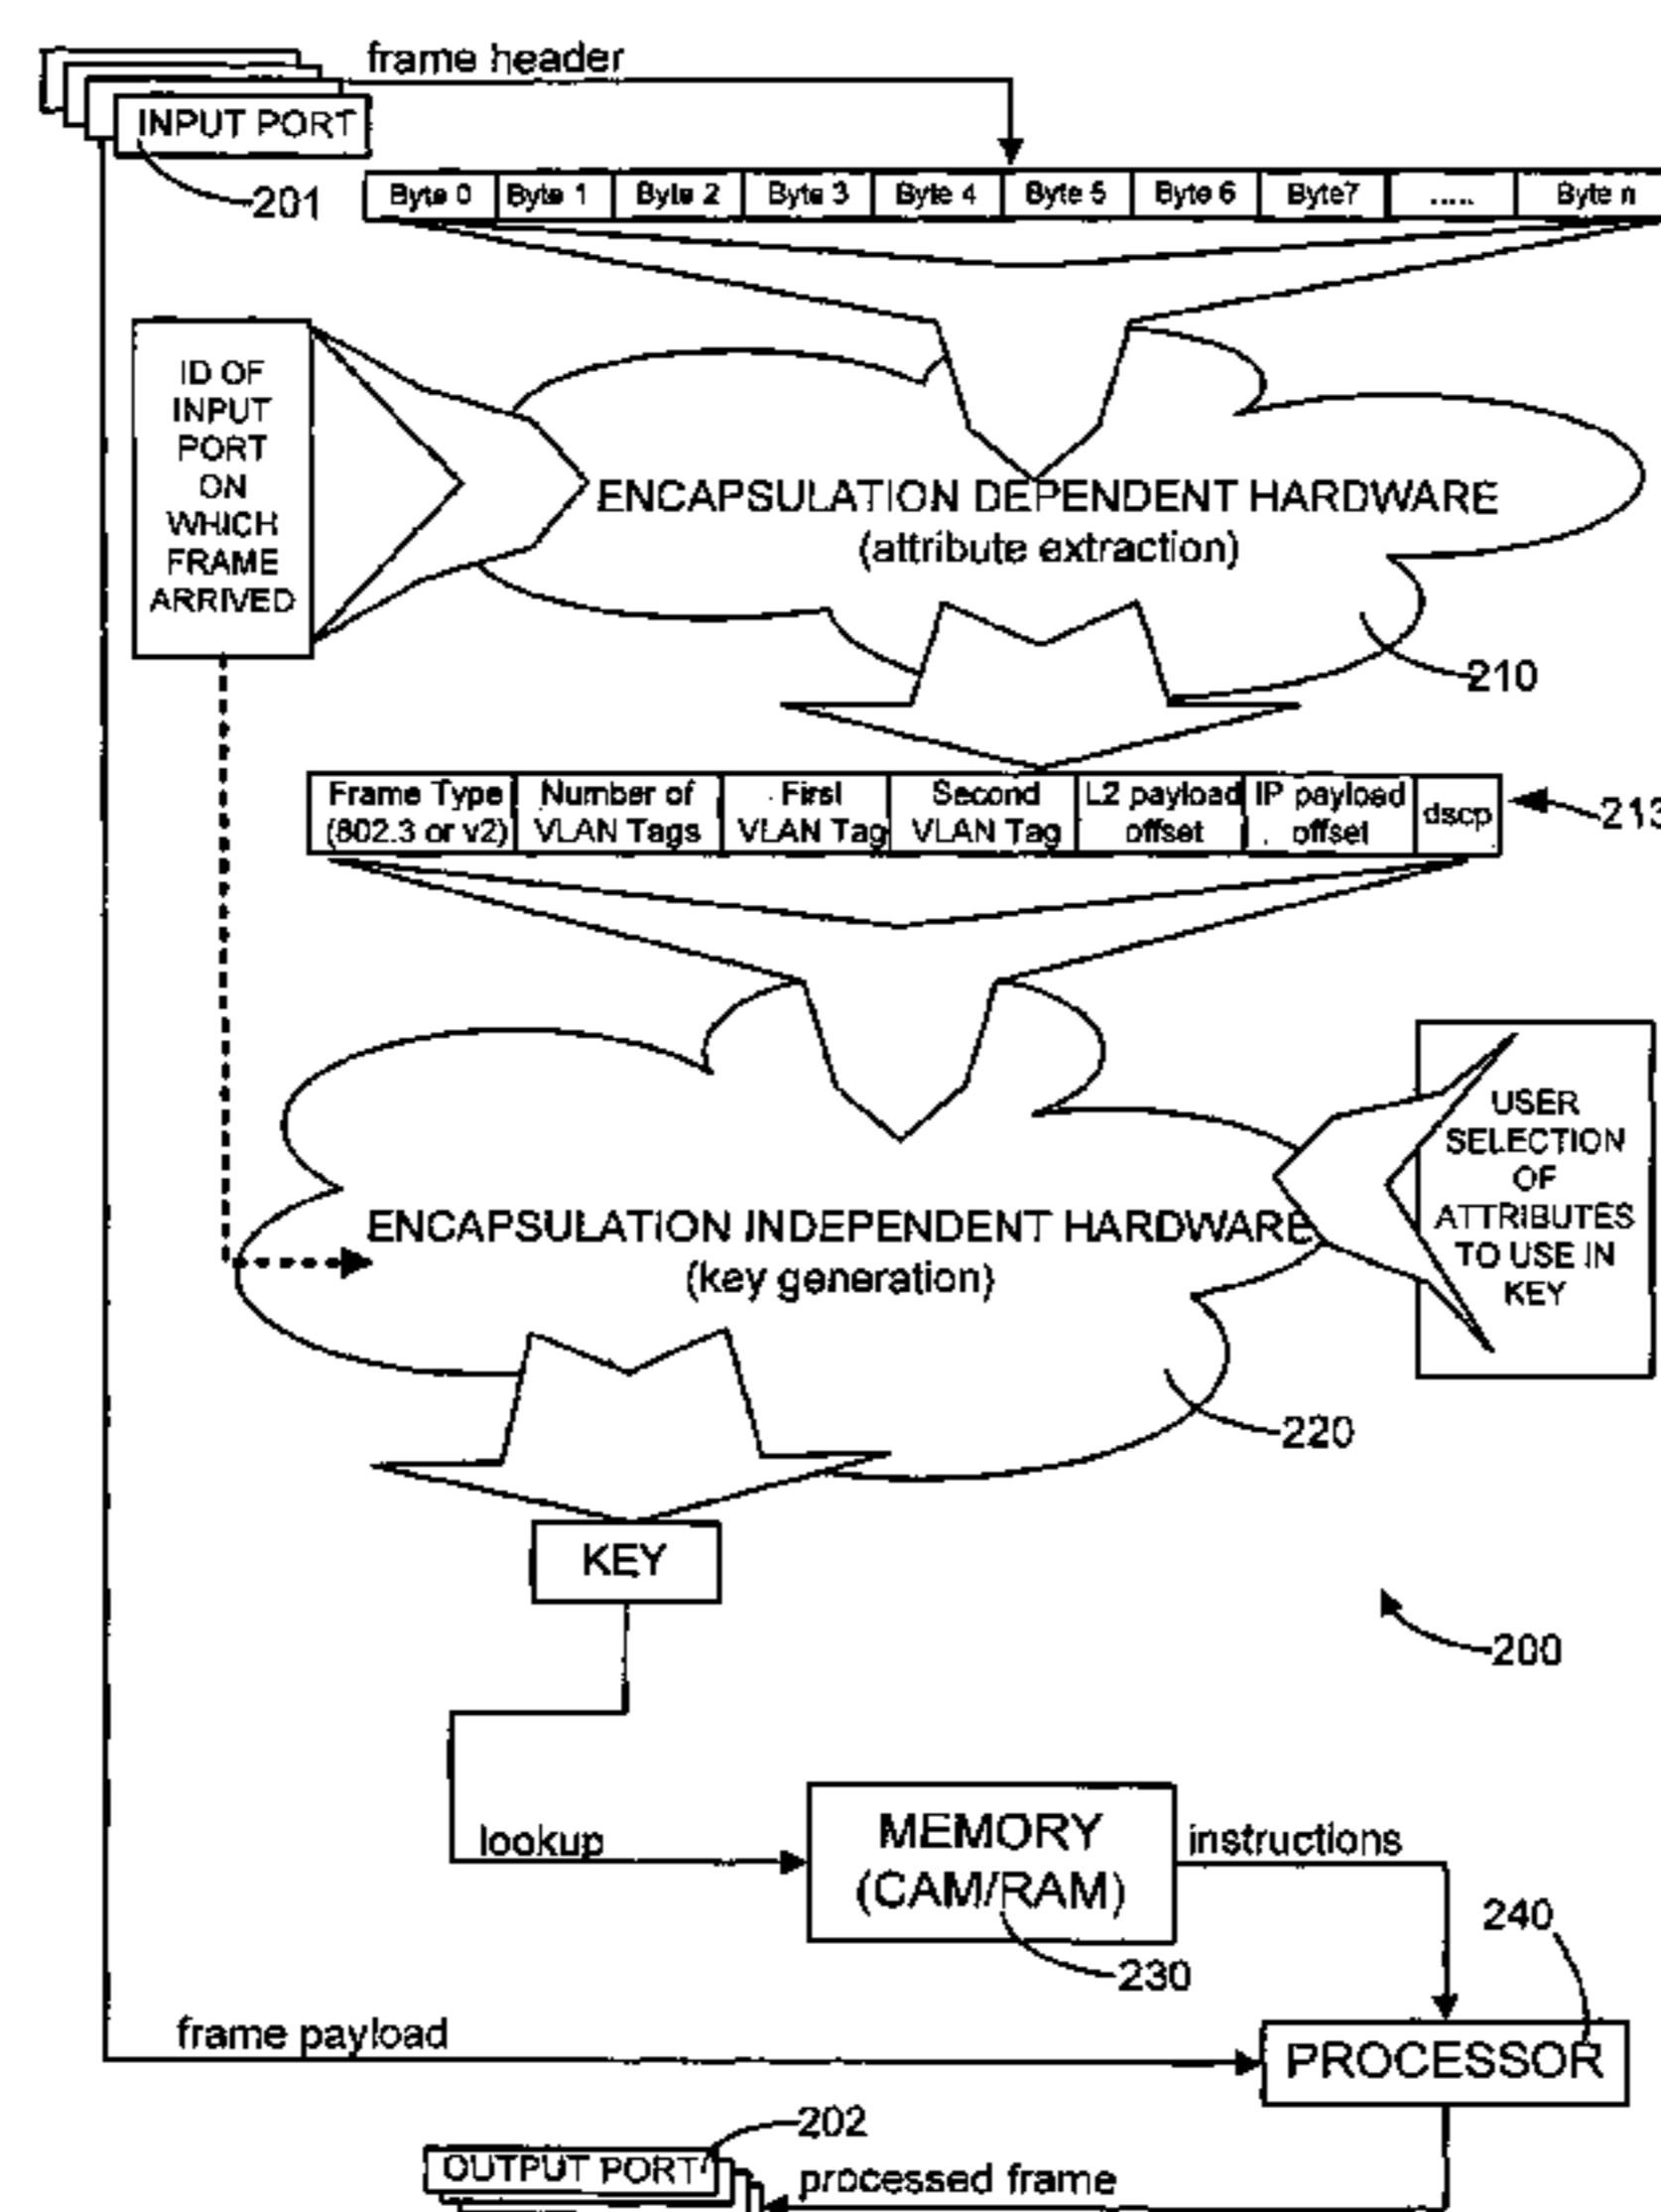 frame header
INPUT PORT
201
Byte 0 Byte 1 Byte 2 Byte 3 Byte 4 Byte 5 Byte 6 Byte7 ..... Byte n
ID OF
INPUT
PORT
ON
WHICH
FRAME
ARRIVED
ENCAPSULATION DEPENDENT HARDWARE
(attribute extraction)
210
Frame Type Number of First Second L2 payload IP payload dscp
(802.3 or v2) VLAN Tags VLAN Tag VLAN Tag offset offset
213
USER
SELECTION
OF
ATTRIBUTES
TO USE IN
KEY
ENCAPSULATION INDEPENDENT HARDWARE
(key generation)
220
KEY
200
lookup
MEMORY
(CAM/RAM)
instructions
230
240
frame payload
PROCESSOR
202
OUTPUT PORT
processed frame